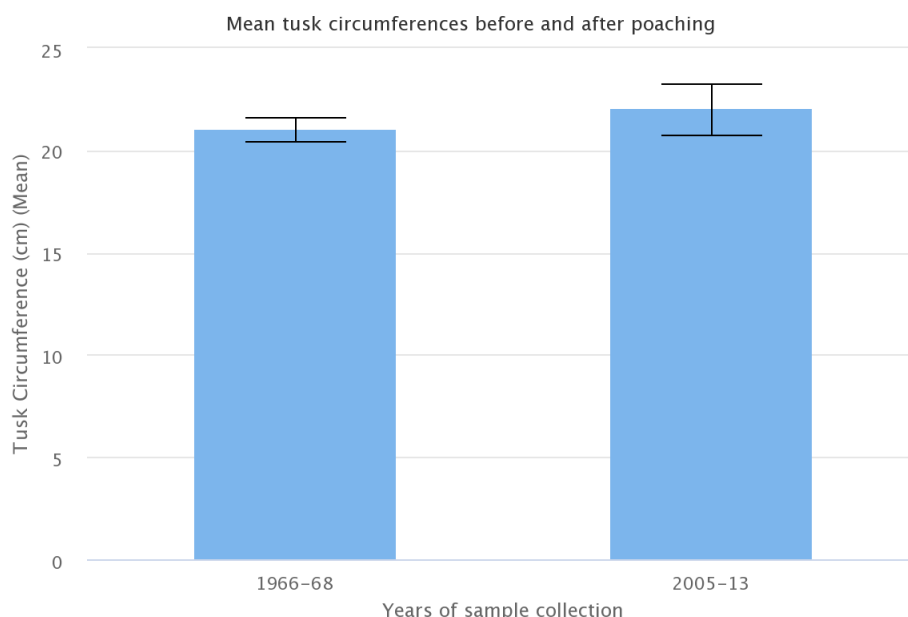 Mean tusk circumferences before and after poaching
Tusk Circumference (cm) (Mean)
25
20
15
10
5
0
1966–68
2005–13
Years of sample collection